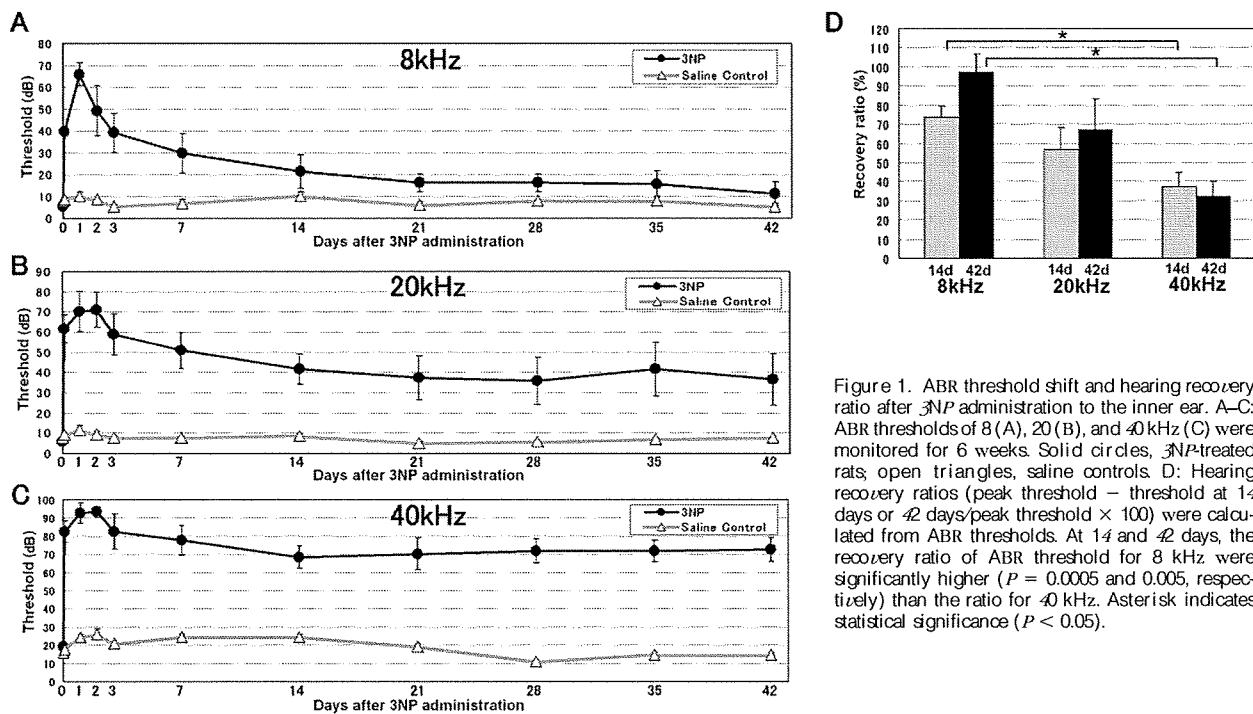 A
8kHz
3NP
Saline Control
Threshold (dB)
80
70
60
50
40
30
20
10
0
0 1 2 3 7 14 21 28 35 42
Days after 3NP administration
B
20kHz
3NP
Saline Control
Threshold (dB)
90
80
70
60
50
40
30
20
10
0
0 1 2 3 7 14 21 28 35 42
Days after 3NP administration
C
40kHz
3NP
Saline Control
Threshold (dB)
100
90
80
70
60
50
40
30
20
10
0
0 1 2 3 7 14 21 28 35 42
Days after 3NP administration
D
* 
*
Recovery ratio (%)
120
110
100
90
80
70
60
50
40
30
20
10
0
14d 42d 14d 42d 14d 42d
8kHz 20kHz 40kHz
Figure 1. ABR threshold shift and hearing recovery
ratio after 3NP administration to the inner ear. A–C:
ABR thresholds of 8 (A), 20 (B), and 40 kHz (C) were
monitored for 6 weeks. Solid circles, 3NP-treated
rats; open triangles, saline controls. D: Hearing
recovery ratios (peak threshold − threshold at 14
days or 42 days/peak threshold × 100) were calcu-
lated from ABR thresholds. At 14 and 42 days, the
recovery ratio of ABR threshold for 8 kHz were
significantly higher (P = 0.0005 and 0.005, respec-
tively) than the ratio for 40 kHz. Asterisk indicates
statistical significance (P < 0.05).